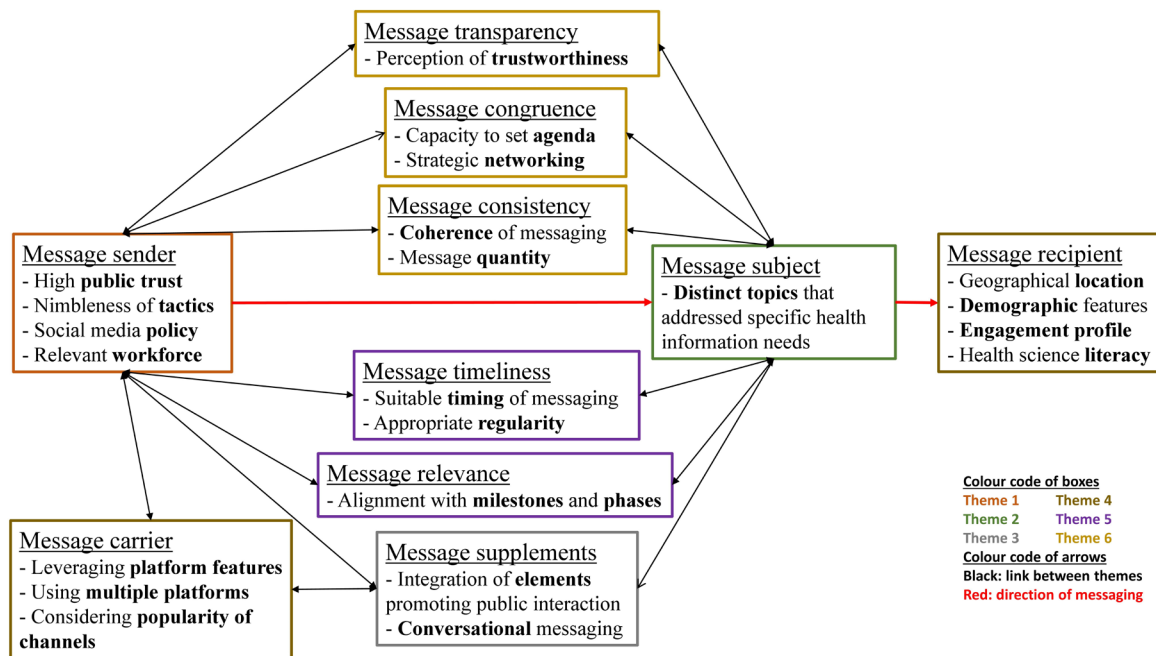 Message transparency
- Perception of trustworthiness
Message congruence
- Capacity to set agenda
- Strategic networking
Message consistency
- Coherence of messaging
- Message quantity
Message sender
- High public trust
- Nimbleness of tactics
- Social media policy
- Relevant workforce
Message subject
- Distinct topics that
addressed specific health
information needs
Message recipient
- Geographical location
- Demographic features
- Engagement profile
- Health science literacy
Message timeliness
- Suitable timing of messaging
- Appropriate regularity
Message relevance
- Alignment with milestones and phases
Message carrier
- Leveraging platform features
- Using multiple platforms
- Considering popularity of
channels
Message supplements
- Integration of elements
promoting public interaction
- Conversational messaging
Colour code of boxes
Theme 1 Theme 4
Theme 2 Theme 5
Theme 3 Theme 6
Colour code of arrows
Black: link between themes
Red: direction of messaging